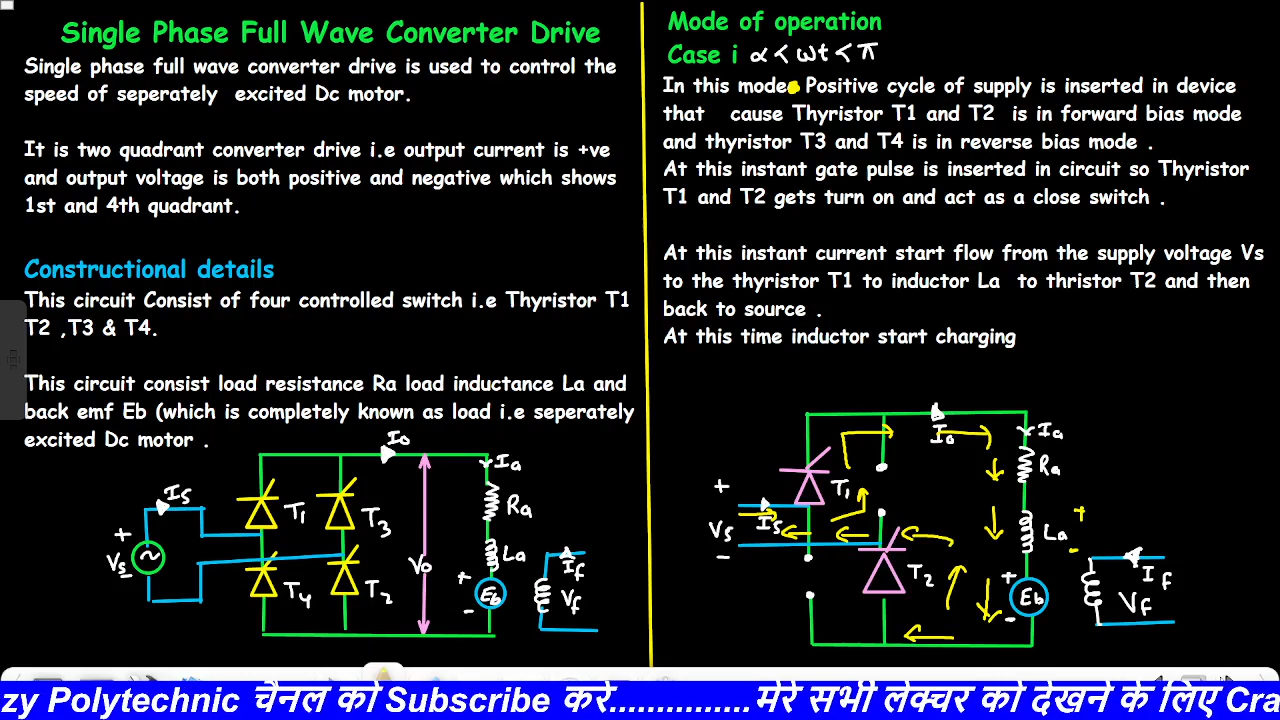 Single Phase Full Wave Converter Drive
Single phase full wave converter drive is used to control the
speed of seperately excited Dc motor.
It is two quadrant converter drive i.e output current is +ve
and output voltage is both positive and negative which shows
1st and 4th quadrant.
Constructional details
This circuit Consist of four controlled switch i.e Thyristor T1
T2 ,T3 & T4.
This circuit consist load resistance Ra load inductance La and
back emf Eb (which is completely known as load i.e seperately
excited Dc motor .
Io
Ia
Is
T1
T3
Ra
+
Vs
-
Vo
La
If
T4
T2
+
Eb
-
Vf
Mode of operation
Case i α < ωt < π
In this mode Positive cycle of supply is inserted in device
that cause Thyristor T1 and T2 is in forward bias mode
and thyristor T3 and T4 is in reverse bias mode .
At this instant gate pulse is inserted in circuit so Thyristor
T1 and T2 gets turn on and act as a close switch .
At this instant current start flow from the supply voltage Vs
to the thyristor T1 to inductor La to thristor T2 and then
back to source .
At this time inductor start charging
Io
Ia
Ra
+
T1
Vs
Is
-
La
+
-
T2
+
Eb
-
If
Vf
zy Polytechnic चैनल को Subscribe करे...............मेरे सभी लेक्चर को देखने के लिए Cra